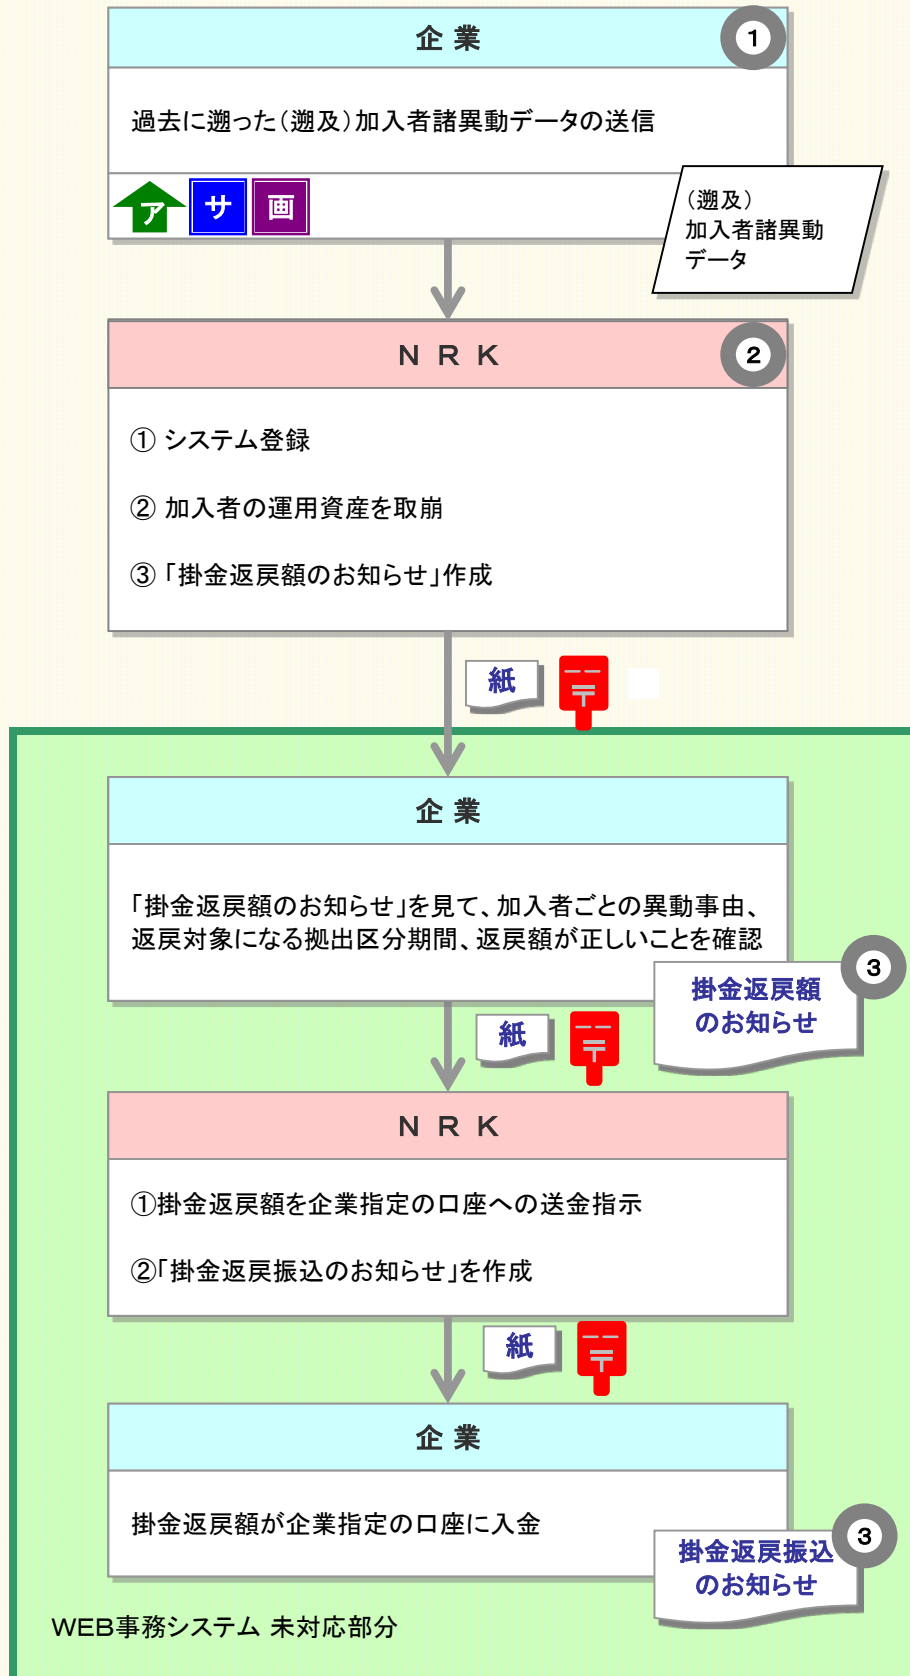 企 業
1
過去に遡った(遡及)加入者諸異動データの送信
ア サ 画
(遡及)
加入者諸異動
データ
N R K
2
① システム登録
② 加入者の運用資産を取崩
③ 「掛金返戻額のお知らせ」作成
紙
企 業
「掛金返戻額のお知らせ」を見て、加入者ごとの異動事由、
返戻対象になる拠出区分期間、返戻額が正しいことを確認
3
掛金返戻額
のお知らせ
紙
N R K
①掛金返戻額を企業指定の口座への送金指示
②「掛金返戻振込のお知らせ」を作成
紙
企 業
掛金返戻額が企業指定の口座に入金
3
掛金返戻振込
のお知らせ
WEB事務システム 未対応部分